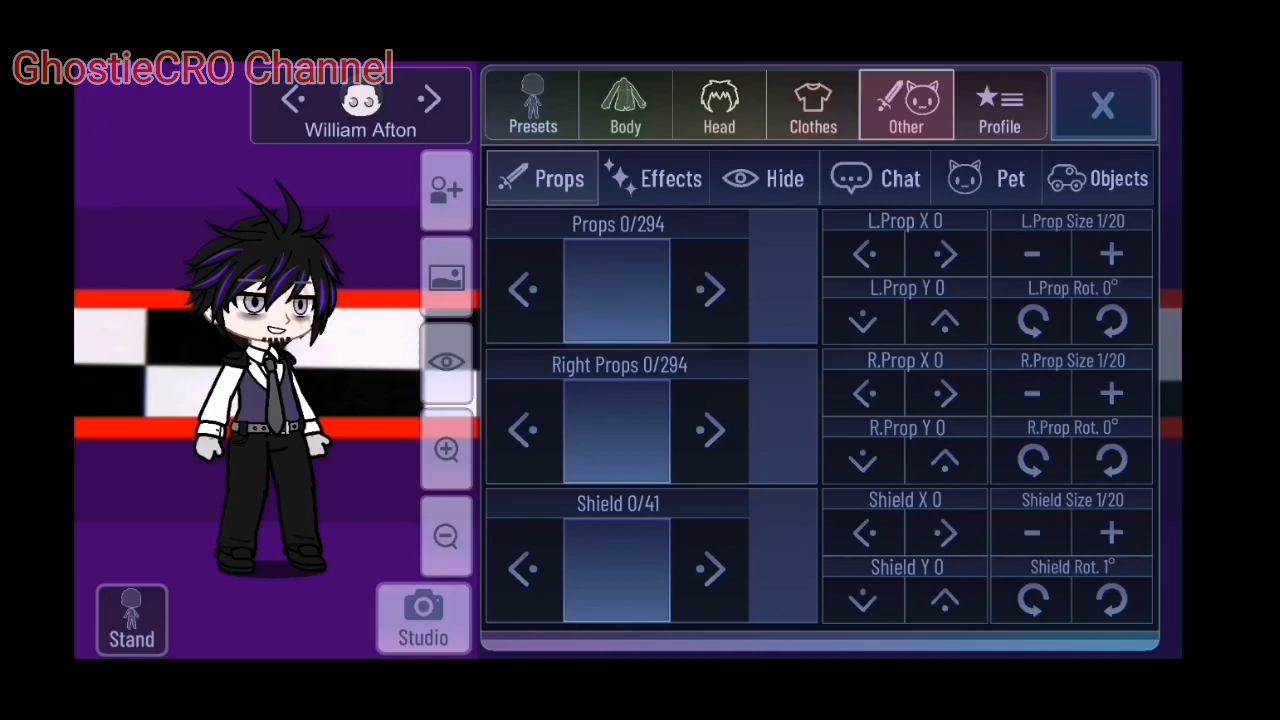 GhostieCRO Channel
William Afton
Presets
Body
Head
Clothes
Other
Profile
X
Props
Effects
Hide
Chat
Pet
Objects
Props 0/294
L.Prop X 0
L.Prop Size 1/20
L.Prop Y 0
L.Prop Rot. 0°
Right Props 0/294
R.Prop X 0
R.Prop Size 1/20
R.Prop Y 0
R.Prop Rot. 0°
Shield 0/41
Shield X 0
Shield Size 1/20
Shield Y 0
Shield Rot. 1°
Stand
Studio